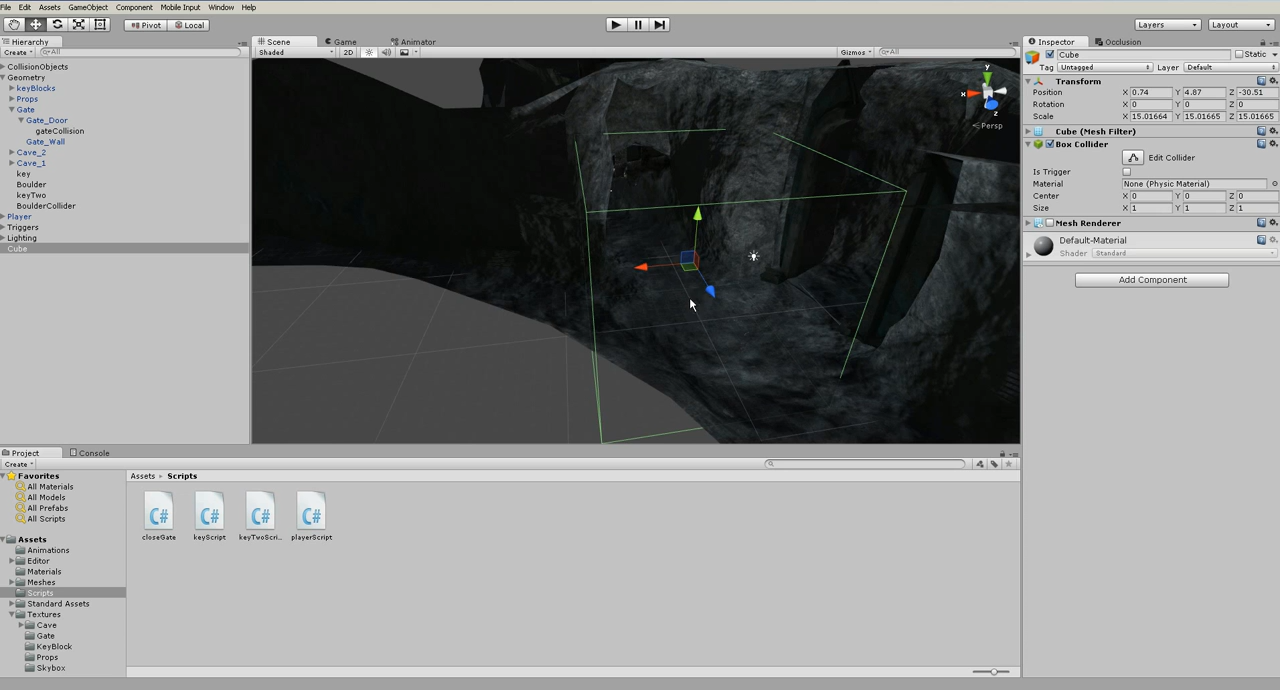 File Edit Assets GameObject Component Mobile Input Window Help
Pivot Local Layers Layout
Hierarchy
Create All
CollisionObjects
Geometry
keyBlocks
Props
Gate
Gate_Door
gateCollision
Gate_Wall
Cave_2
Cave_1
key
Boulder
keyTwo
BoulderCollider
Player
Triggers
Lighting
Cube
Scene Game Animator
Shaded 2D Gizmos All
y
x
z
Persp
Inspector Occlusion
Cube Static
Tag Untagged Layer Default
Transform
Position X 0.74 Y 4.87 Z -30.51
Rotation X 0 Y 0 Z 0
Scale X 15.01664 Y 15.01665 Z 15.01665
Cube (Mesh Filter)
Box Collider
Edit Collider
Is Trigger
Material None (Physic Material)
Center X 0 Y 0 Z 0
Size X 1 Y 1 Z 1
Mesh Renderer
Default-Material
Shader Standard
Add Component
Project Console
Create
Favorites
All Materials
All Models
All Prefabs
All Scripts
Assets
Animations
Editor
Materials
Meshes
Scripts
Standard Assets
Textures
Cave
Gate
KeyBlock
Props
Skybox
Assets Scripts
C# C# C# C#
closeGate keyScript keyTwoScri... playerScript